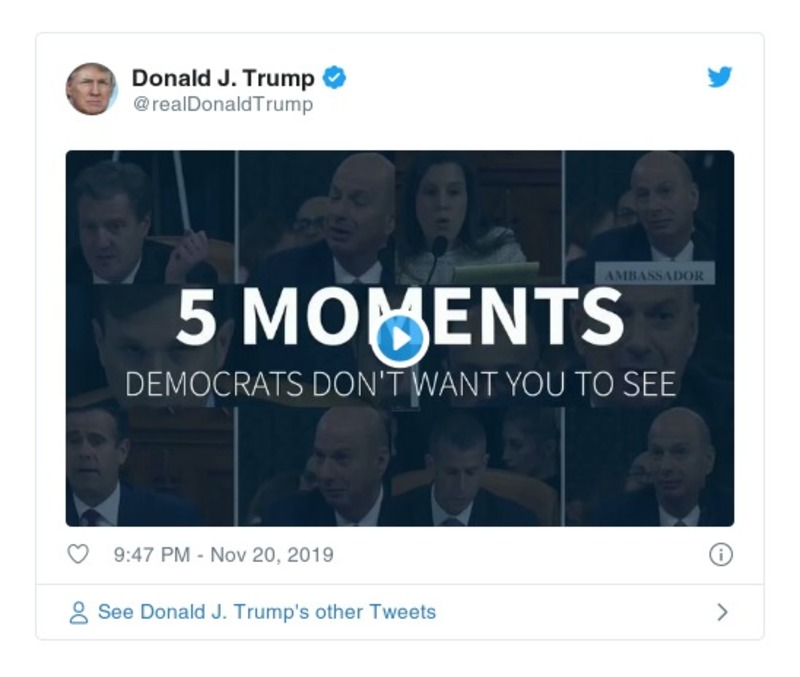 Donald J. Trump
@realDonaldTrump
AMBASSADOR
5 MOMENTS
DEMOCRATS DON'T WANT YOU TO SEE
9:47 PM - Nov 20, 2019
See Donald J. Trump's other Tweets